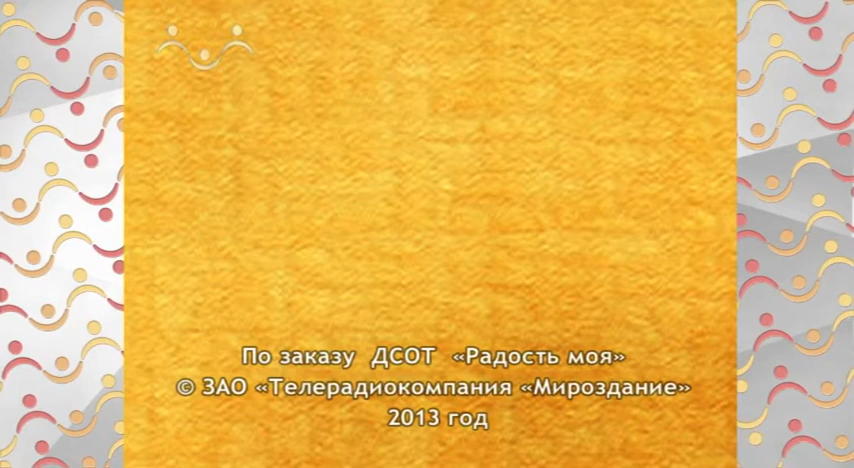 По заказу ДСОТ «Радость моя»
© ЗАО «Телерадиокомпания «Мироздание»
2013 год